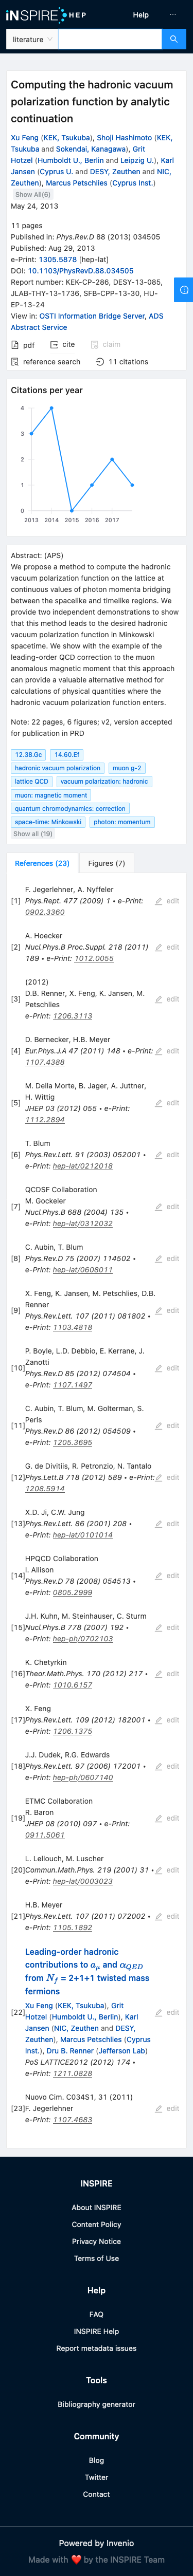 iNSPIRE HEP
Help
...
literature
Computing the hadronic vacuum
polarization function by analytic
continuation
Xu Feng (KEK, Tsukuba), Shoji Hashimoto (KEK,
Tsukuba and Sokendai, Kanagawa), Grit
Hotzel (Humboldt U., Berlin and Leipzig U.), Karl
Jansen (Cyprus U. and DESY, Zeuthen and NIC,
Zeuthen), Marcus Petschlies (Cyprus Inst.)
Show All(6)
May 24, 2013
11 pages
Published in: Phys.Rev.D 88 (2013) 034505
Published: Aug 29, 2013
e-Print: 1305.5878 [hep-lat]
DOI: 10.1103/PhysRevD.88.034505
Report number: KEK-CP-286, DESY-13-085,
JLAB-THY-13-1736, SFB-CPP-13-30, HU-
EP-13-24
View in: OSTI Information Bridge Server, ADS
Abstract Service
pdf
cite
claim
reference search
11 citations
Citations per year
4
3
2
1
0
2013 2014 2015 2016 2017
Abstract: (APS)
We propose a method to compute the hadronic
vacuum polarization function on the lattice at
continuous values of photon momenta bridging
between the spacelike and timelike regions. We
provide two independent demonstrations to show
that this method leads to the desired hadronic
vacuum polarization function in Minkowski
spacetime. We show with the example of the
leading-order QCD correction to the muon
anomalous magnetic moment that this approach
can provide a valuable alternative method for
calculations of physical quantities where the
hadronic vacuum polarization function enters.
Note: 22 pages, 6 figures; v2, version accepted
for publication in PRD
12.38.Gc
14.60.Ef
hadronic vacuum polarization
muon g-2
lattice QCD
vacuum polarization: hadronic
muon: magnetic moment
quantum chromodynamics: correction
space-time: Minkowski
photon: momentum
Show all (19)
References (23)
Figures (7)
F. Jegerlehner, A. Nyffeler
[1] Phys.Rept. 477 (2009) 1 • e-Print: edit
0902.3360
A. Hoecker
[2] Nucl.Phys.B Proc.Suppl. 218 (2011) edit
189 • e-Print: 1012.0055
(2012)
[3] D.B. Renner, X. Feng, K. Jansen, M. edit
Petschlies
e-Print: 1206.3113
D. Bernecker, H.B. Meyer
[4] Eur.Phys.J.A 47 (2011) 148 • e-Print: edit
1107.4388
M. Della Morte, B. Jager, A. Juttner,
[5] H. Wittig edit
JHEP 03 (2012) 055 • e-Print:
1112.2894
T. Blum
[6] Phys.Rev.Lett. 91 (2003) 052001 • edit
e-Print: hep-lat/0212018
QCDSF Collaboration
[7] M. Gockeler edit
Nucl.Phys.B 688 (2004) 135 •
e-Print: hep-lat/0312032
C. Aubin, T. Blum
[8] Phys.Rev.D 75 (2007) 114502 • edit
e-Print: hep-lat/0608011
X. Feng, K. Jansen, M. Petschlies, D.B.
[9] Renner edit
Phys.Rev.Lett. 107 (2011) 081802 •
e-Print: 1103.4818
P. Boyle, L.D. Debbio, E. Kerrane, J.
[10] Zanotti edit
Phys.Rev.D 85 (2012) 074504 •
e-Print: 1107.1497
C. Aubin, T. Blum, M. Golterman, S.
[11] Peris edit
Phys.Rev.D 86 (2012) 054509 •
e-Print: 1205.3695
G. de Divitiis, R. Petronzio, N. Tantalo
[12] Phys.Lett.B 718 (2012) 589 • e-Print: edit
1208.5914
X.D. Ji, C.W. Jung
[13] Phys.Rev.Lett. 86 (2001) 208 • edit
e-Print: hep-lat/0101014
HPQCD Collaboration
[14] I. Allison edit
Phys.Rev.D 78 (2008) 054513 •
e-Print: 0805.2999
J.H. Kuhn, M. Steinhauser, C. Sturm
[15] Nucl.Phys.B 778 (2007) 192 • edit
e-Print: hep-ph/0702103
K. Chetyrkin
[16] Theor.Math.Phys. 170 (2012) 217 • edit
e-Print: 1010.6157
X. Feng
[17] Phys.Rev.Lett. 109 (2012) 182001 • edit
e-Print: 1206.1375
J.J. Dudek, R.G. Edwards
[18] Phys.Rev.Lett. 97 (2006) 172001 • edit
e-Print: hep-ph/0607140
ETMC Collaboration
[19] R. Baron edit
JHEP 08 (2010) 097 • e-Print:
0911.5061
L. Lellouch, M. Luscher
[20] Commun.Math.Phys. 219 (2001) 31 • edit
e-Print: hep-lat/0003023
H.B. Meyer
[21] Phys.Rev.Lett. 107 (2011) 072002 • edit
e-Print: 1105.1892
Leading-order hadronic
contributions to aμ and αQED
from Nf = 2+1+1 twisted mass
fermions
[22] Xu Feng (KEK, Tsukuba), Grit edit
Hotzel (Humboldt U., Berlin), Karl
Jansen (NIC, Zeuthen and DESY,
Zeuthen), Marcus Petschlies (Cyprus
Inst.), Dru B. Renner (Jefferson Lab)
PoS LATTICE2012 (2012) 174 •
e-Print: 1211.0828
Nuovo Cim. C034S1, 31 (2011)
[23] F. Jegerlehner edit
e-Print: 1107.4683
INSPIRE
About INSPIRE
Content Policy
Privacy Notice
Terms of Use
Help
FAQ
INSPIRE Help
Report metadata issues
Tools
Bibliography generator
Community
Blog
Twitter
Contact
Powered by Invenio
Made with ❤ by the INSPIRE Team